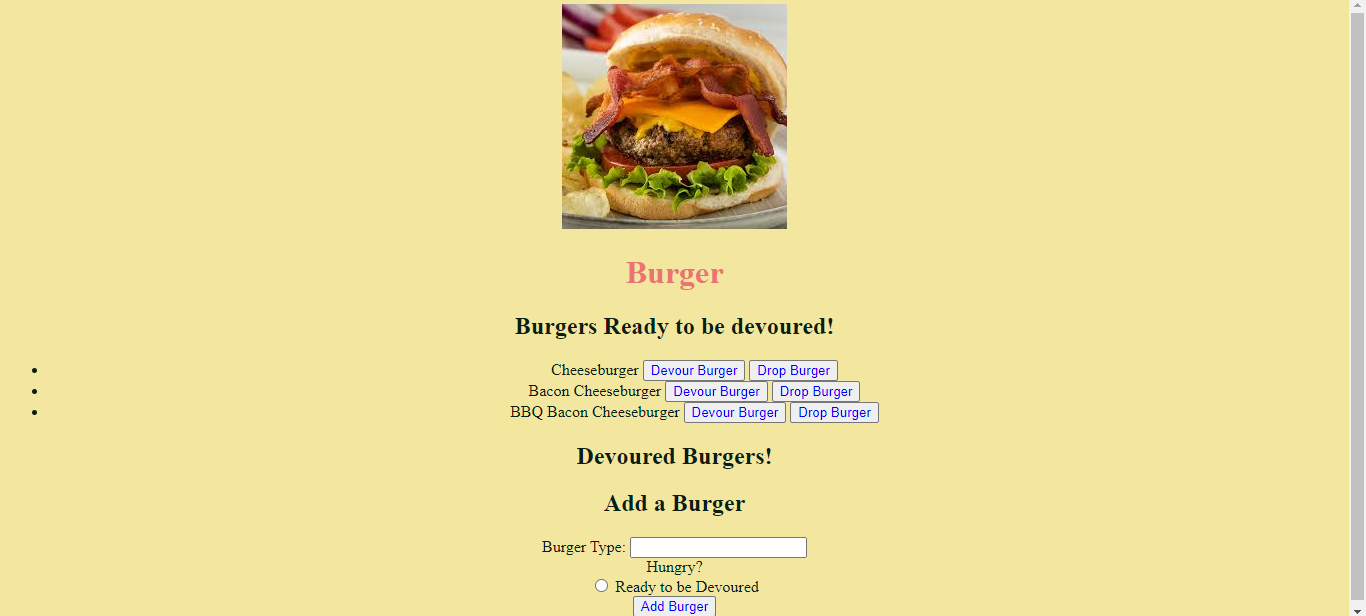 Burger
Burgers Ready to be devoured!
Cheeseburger Devour Burger Drop Burger
Bacon Cheeseburger Devour Burger Drop Burger
BBQ Bacon Cheeseburger Devour Burger Drop Burger
Devoured Burgers!
Add a Burger
Burger Type:
Hungry?
Ready to be Devoured
Add Burger